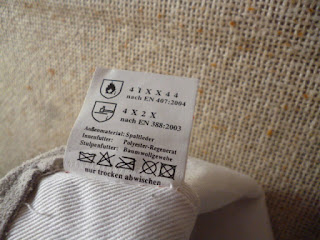 4 1 X X 4 4
nach EN 407:2004
4 X 2 X
nach EN 388:2003
Außenmaterial: Spaltleder
Innenfutter: Polyester-Regenerat
Stulpenfutter: Baumwollgewebe
nur trocken abwischen